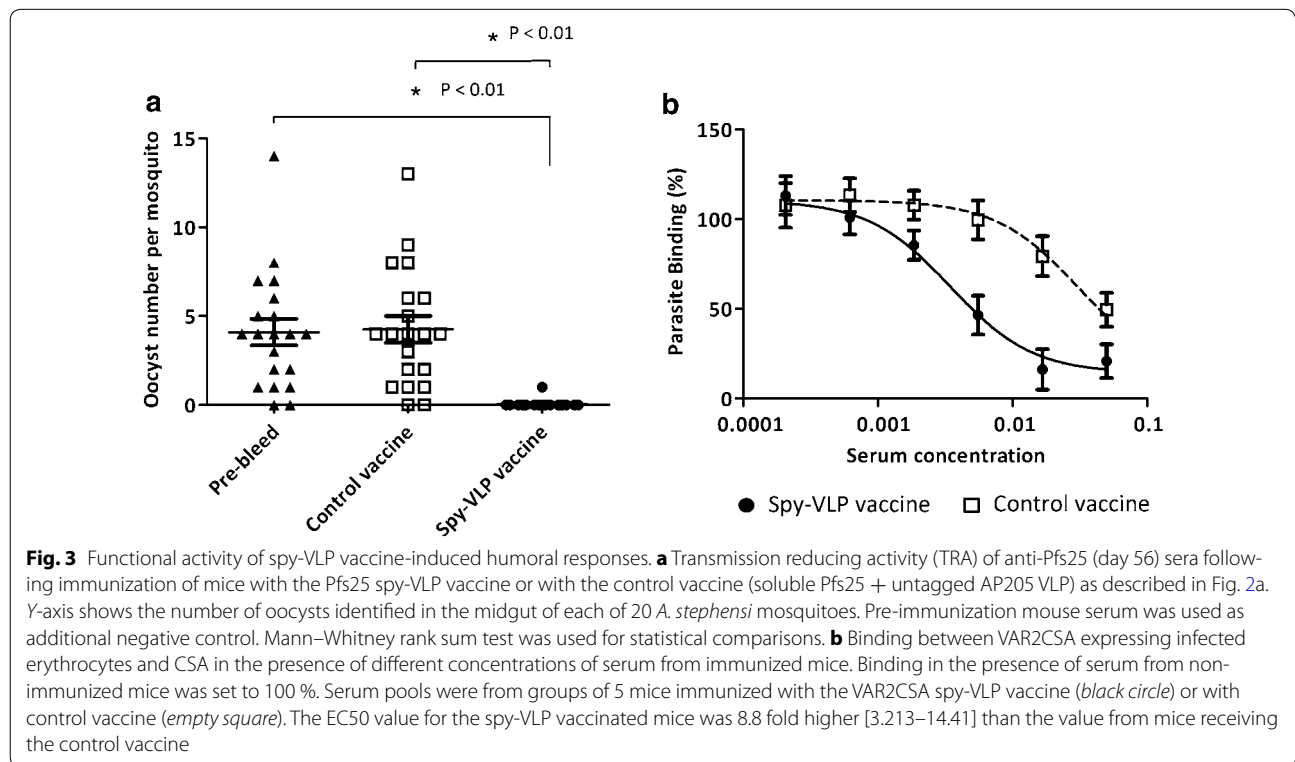 * P < 0.01
* P < 0.01
a
Oocyst number per mosquito
15
10
5
0
Pre-bleed
Control vaccine
Spy-VLP vaccine
b
Parasite Binding (%)
150
100
50
0
0.0001 0.001 0.01 0.1
Serum concentration
Spy-VLP vaccine Control vaccine
Fig. 3 Functional activity of spy-VLP vaccine-induced humoral responses. a Transmission reducing activity (TRA) of anti-Pfs25 (day 56) sera follow-
ing immunization of mice with the Pfs25 spy-VLP vaccine or with the control vaccine (soluble Pfs25 + untagged AP205 VLP) as described in Fig. 2a.
Y-axis shows the number of oocysts identified in the midgut of each of 20 A. stephensi mosquitoes. Pre-immunization mouse serum was used as
additional negative control. Mann–Whitney rank sum test was used for statistical comparisons. b Binding between VAR2CSA expressing infected
erythrocytes and CSA in the presence of different concentrations of serum from immunized mice. Binding in the presence of serum from non-
immunized mice was set to 100 %. Serum pools were from groups of 5 mice immunized with the VAR2CSA spy-VLP vaccine (black circle) or with
control vaccine (empty square). The EC50 value for the spy-VLP vaccinated mice was 8.8 fold higher [3.213–14.41] than the value from mice receiving
the control vaccine